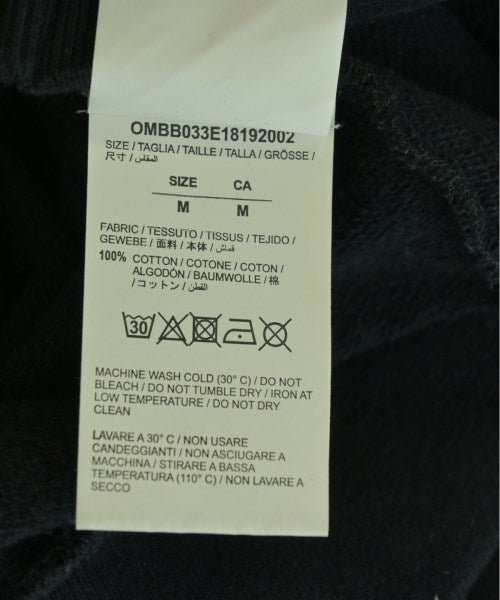 OMBB033E18192002
SIZE / TAGLIA / TAILLE / TALLA / GRÖSSE /
尺寸 / المقاس /
SIZE CA
M M
FABRIC / TESSUTO / TISSUS / TEJIDO /
GEWEBE / 面料 / 本体 / قماش /
100% COTTON / COTONE / COTON /
ALGODÓN / BAUMWOLLE / 棉
/ コットン / القطن /
30
MACHINE WASH COLD (30° C) / DO NOT
BLEACH / DO NOT TUMBLE DRY / IRON AT
LOW TEMPERATURE / DO NOT DRY
CLEAN
LAVARE A 30° C / NON USARE
CANDEGGIANTI / NON ASCIUGARE A
MACCHINA / STIRARE A BASSA
TEMPERATURA (110° C) / NON LAVARE A
SECCO